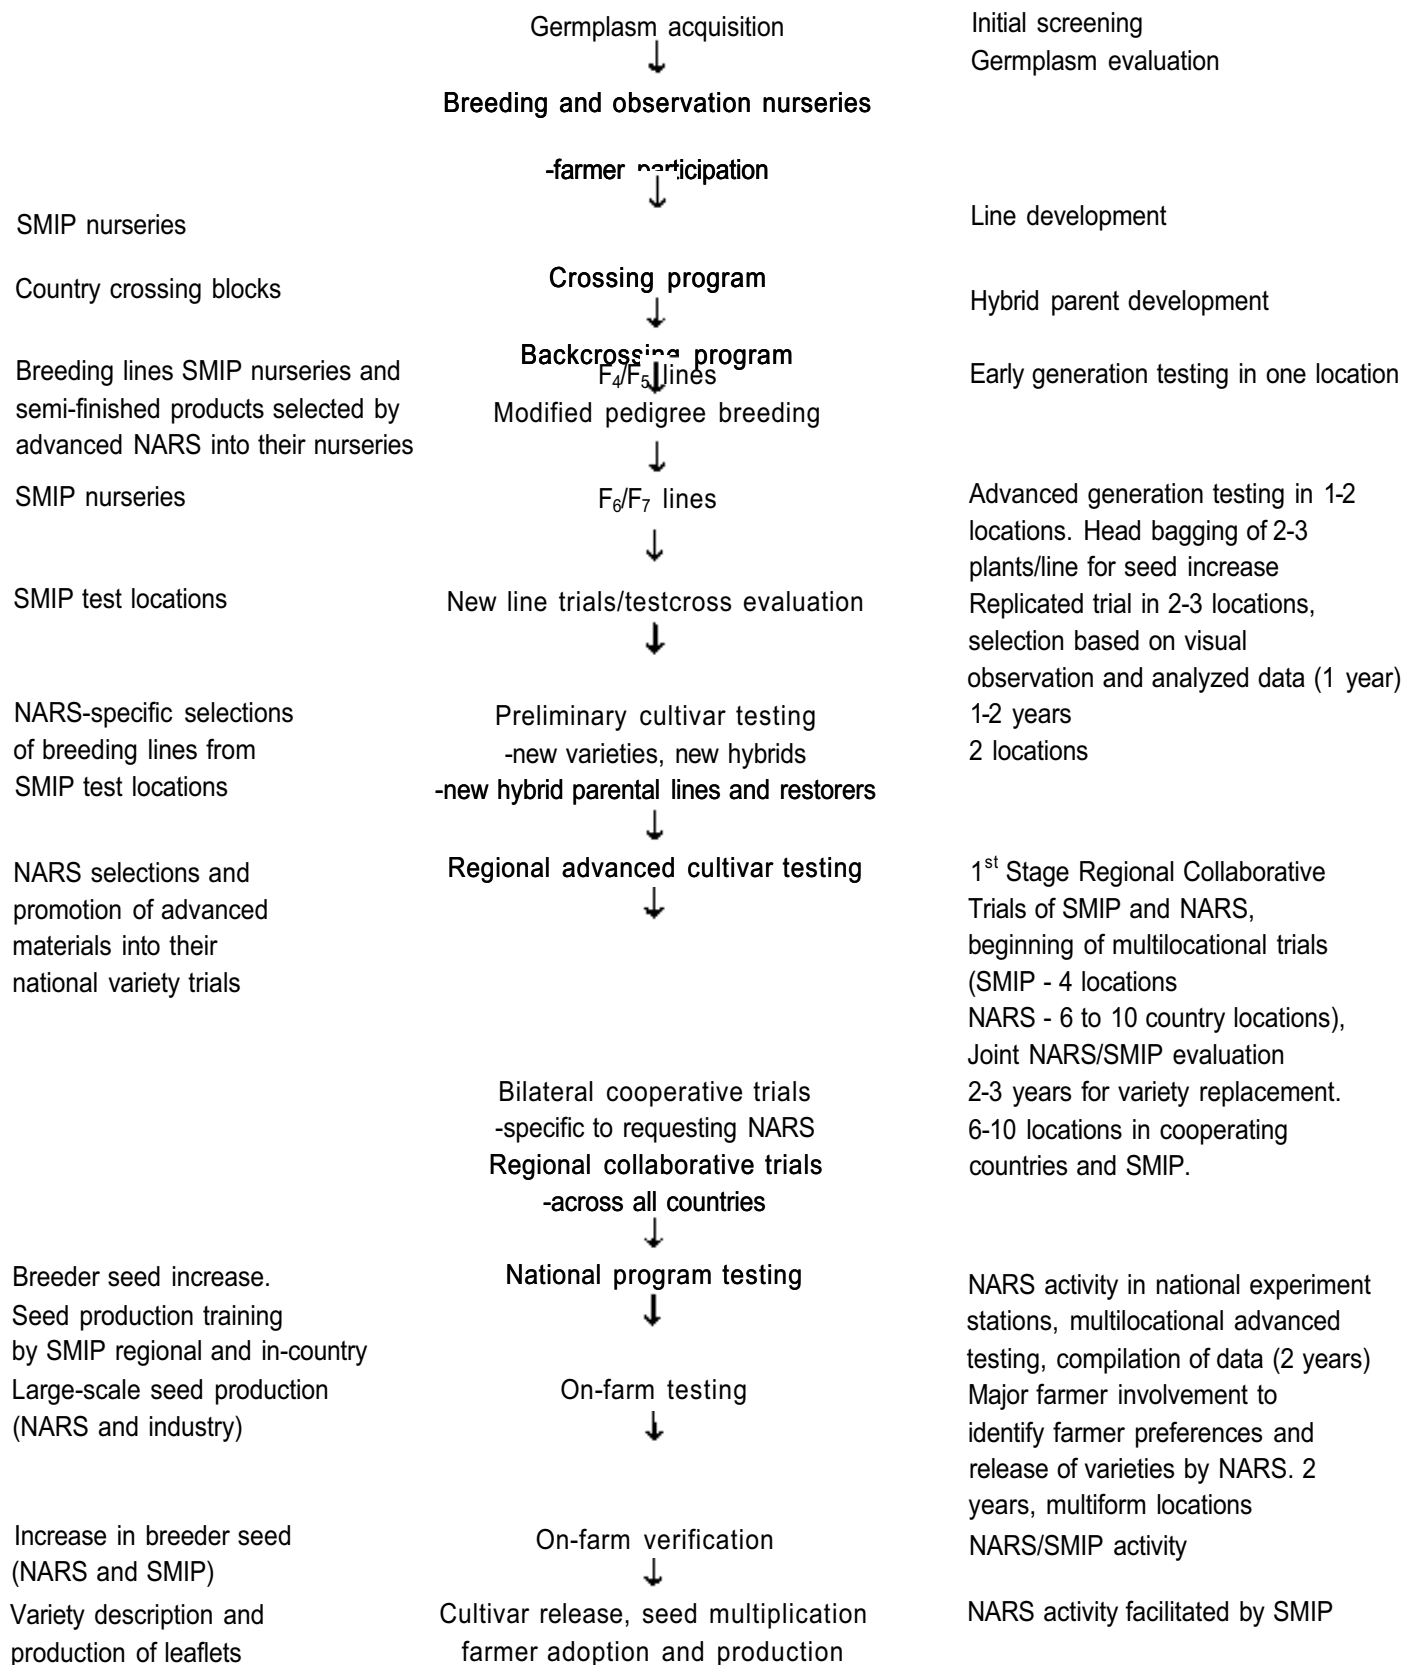 Germplasm acquisition
Initial screening
Germplasm evaluation
Breeding and observation nurseries
-farmer participation
SMIP nurseries
Line development
Country crossing blocks
Crossing program
Hybrid parent development
Backcrossing program
Breeding lines SMIP nurseries and
semi-finished products selected by
advanced NARS into their nurseries
F4/F5 lines
Modified pedigree breeding
Early generation testing in one location
SMIP nurseries
F6/F7 lines
Advanced generation testing in 1-2
locations. Head bagging of 2-3
plants/line for seed increase
SMIP test locations
New line trials/testcross evaluation
Replicated trial in 2-3 locations,
selection based on visual
observation and analyzed data (1 year)
NARS-specific selections
of breeding lines from
SMIP test locations
Preliminary cultivar testing
-new varieties, new hybrids
-new hybrid parental lines and restorers
1-2 years
2 locations
NARS selections and
promotion of advanced
materials into their
national variety trials
Regional advanced cultivar testing
1st Stage Regional Collaborative
Trials of SMIP and NARS,
beginning of multilocational trials
(SMIP - 4 locations
NARS - 6 to 10 country locations),
Joint NARS/SMIP evaluation
Bilateral cooperative trials
-specific to requesting NARS
Regional collaborative trials
-across all countries
2-3 years for variety replacement.
6-10 locations in cooperating
countries and SMIP.
Breeder seed increase.
Seed production training
by SMIP regional and in-country
National program testing
NARS activity in national experiment
stations, multilocational advanced
testing, compilation of data (2 years)
Large-scale seed production
(NARS and industry)
On-farm testing
Major farmer involvement to
identify farmer preferences and
release of varieties by NARS. 2
years, multiform locations
Increase in breeder seed
(NARS and SMIP)
On-farm verification
NARS/SMIP activity
Variety description and
production of leaflets
Cultivar release, seed multiplication
farmer adoption and production
NARS activity facilitated by SMIP